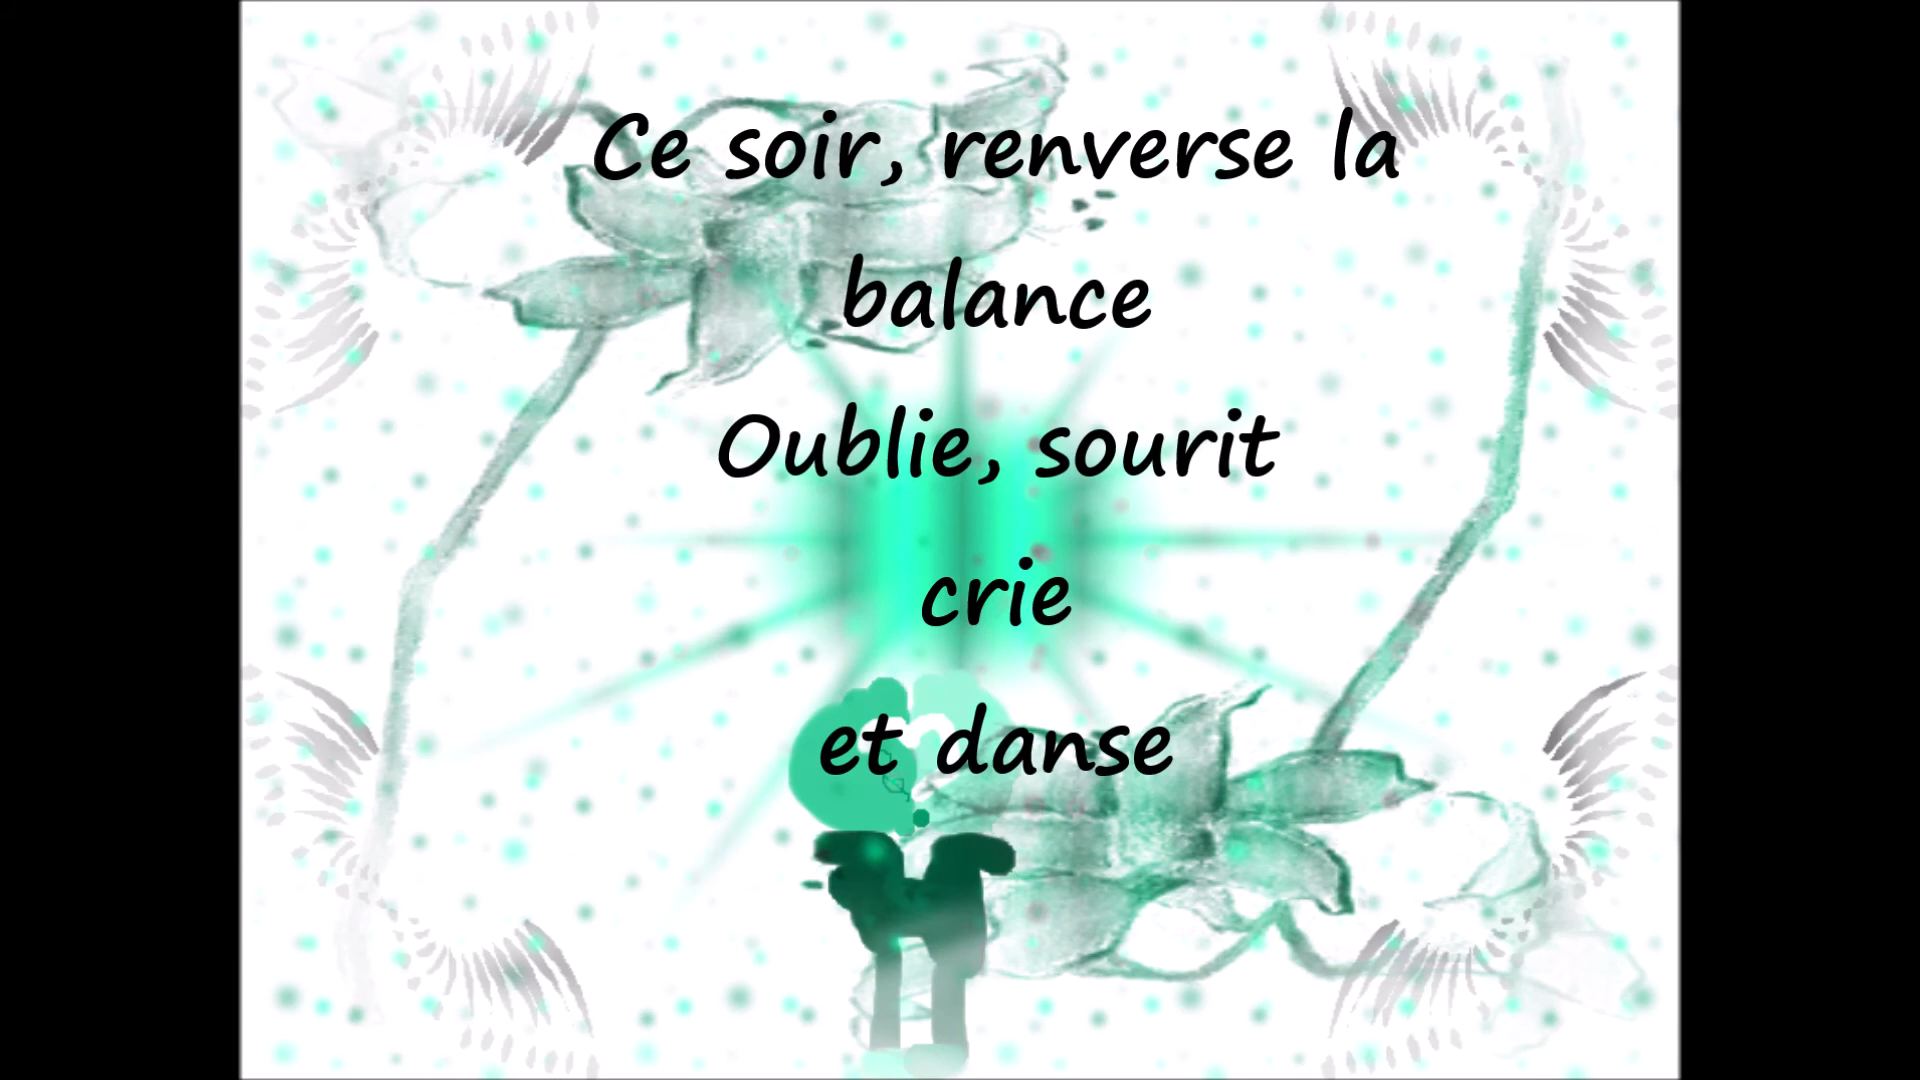 Ce soir, renverse la
balance
Oublie, sourit
crie
et danse